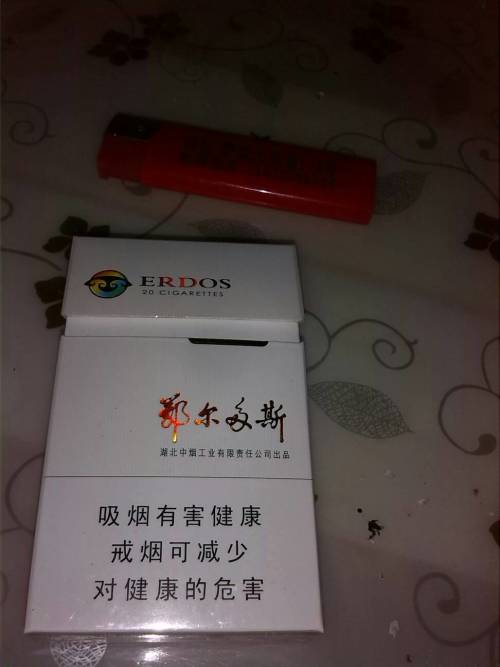 ERDOS
20 CIGARETTES
鄂尔多斯
湖北中烟工业有限责任公司出品
吸烟有害健康
戒烟可减少
对健康的危害